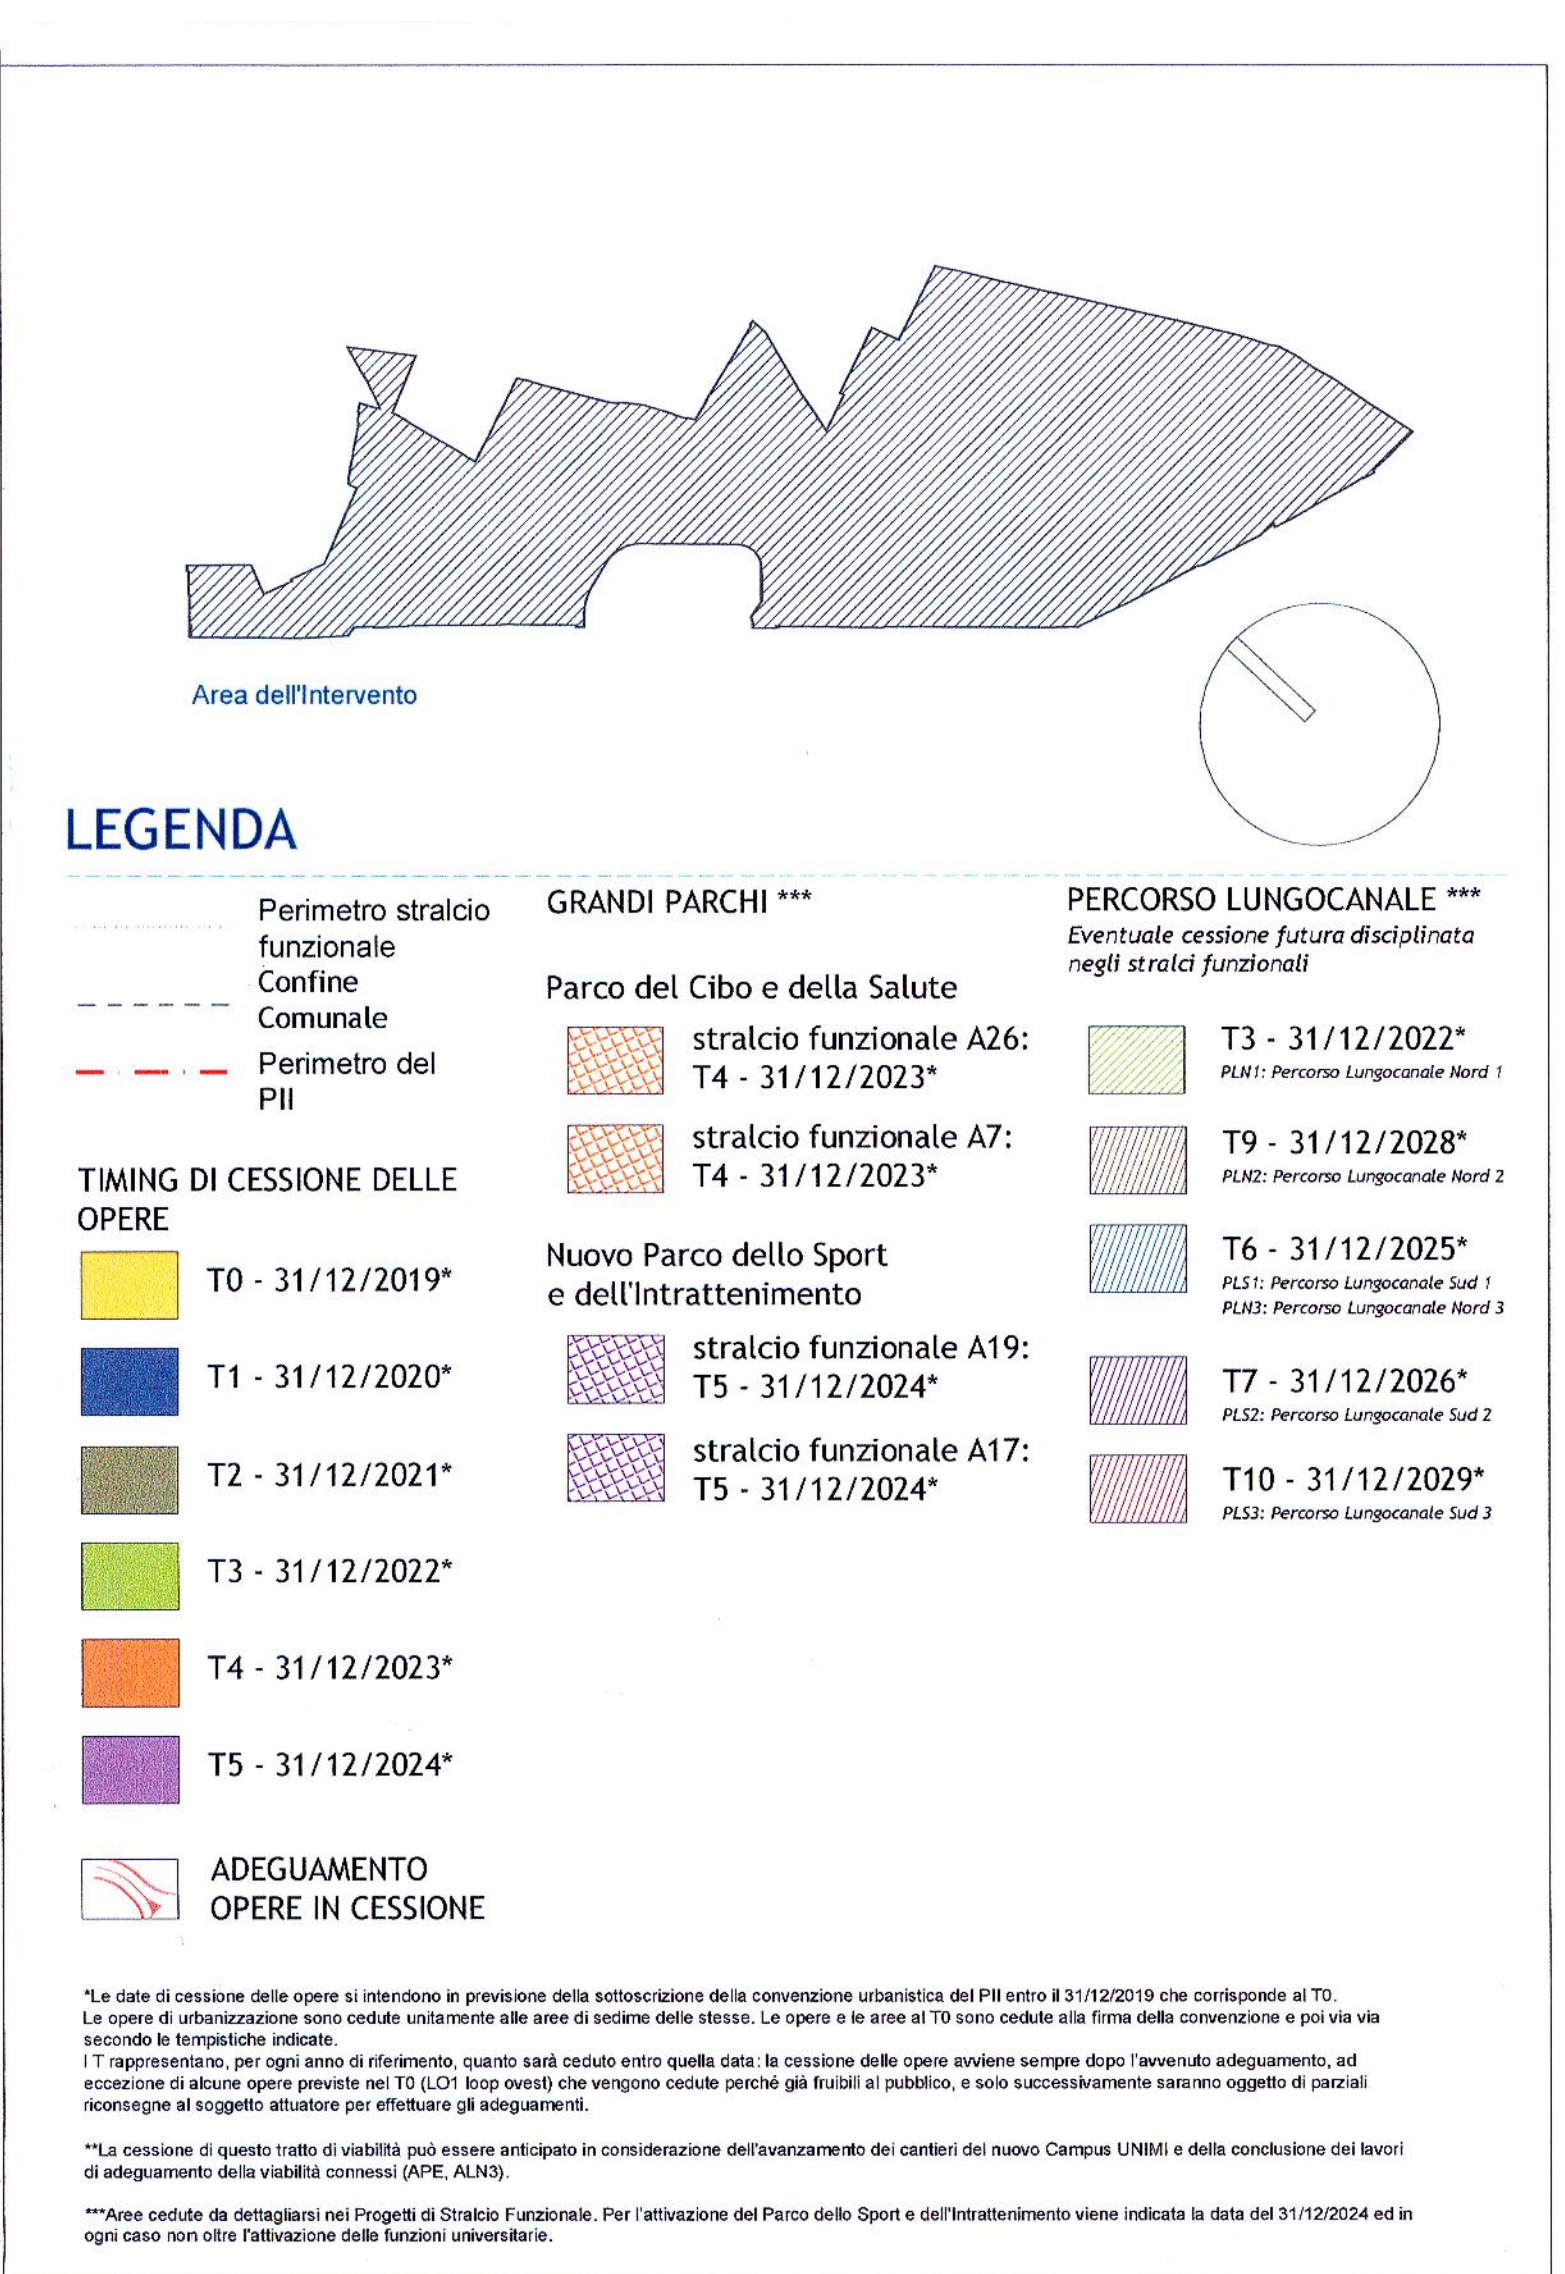 Area dell'Intervento
LEGENDA
Perimetro stralcio
funzionale
Confine
Comunale
Perimetro del
PII
TIMING DI CESSIONE DELLE
OPERE
T0 - 31/12/2019*
T1 - 31/12/2020*
T2 - 31/12/2021*
T3 - 31/12/2022*
T4 - 31/12/2023*
T5 - 31/12/2024*
ADEGUAMENTO
OPERE IN CESSIONE
GRANDI PARCHI ***
Parco del Cibo e della Salute
stralcio funzionale A26:
T4 - 31/12/2023*
stralcio funzionale A7:
T4 - 31/12/2023*
Nuovo Parco dello Sport
e dell'Intrattenimento
stralcio funzionale A19:
T5 - 31/12/2024*
stralcio funzionale A17:
T5 - 31/12/2024*
PERCORSO LUNGOCANALE ***
Eventuale cessione futura disciplinata
negli stralci funzionali
T3 - 31/12/2022*
PLN1: Percorso Lungocanale Nord 1
T9 - 31/12/2028*
PLN2: Percorso Lungocanale Nord 2
T6 - 31/12/2025*
PLS1: Percorso Lungocanale Sud 1
PLN3: Percorso Lungocanale Nord 3
T7 - 31/12/2026*
PLS2: Percorso Lungocanale Sud 2
T10 - 31/12/2029*
PLS3: Percorso Lungocanale Sud 3
*Le date di cessione delle opere si intendono in previsione della sottoscrizione della convenzione urbanistica del PII entro il 31/12/2019 che corrisponde al T0.
Le opere di urbanizzazione sono cedute unitamente alle aree di sedime delle stesse. Le opere e le aree al T0 sono cedute alla firma della convenzione e poi via via
secondo le tempistiche indicate.
I T rappresentano, per ogni anno di riferimento, quanto sarà ceduto entro quella data: la cessione delle opere avviene sempre dopo l'avvenuto adeguamento, ad
eccezione di alcune opere previste nel T0 (LO1 loop ovest) che vengono cedute perché già fruibili al pubblico, e solo successivamente saranno oggetto di parziali
riconsegne al soggetto attuatore per effettuare gli adeguamenti.
**La cessione di questo tratto di viabilità può essere anticipato in considerazione dell'avanzamento dei cantieri del nuovo Campus UNIMI e della conclusione dei lavori
di adeguamento della viabilità connessi (APE, ALN3).
***Aree cedute da dettagliarsi nei Progetti di Stralcio Funzionale. Per l'attivazione del Parco dello Sport e dell'Intrattenimento viene indicata la data del 31/12/2024 ed in
ogni caso non oltre l'attivazione delle funzioni universitarie.